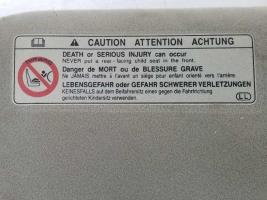 CAUTION ATTENTION ACHTUNG
DEATH or SERIOUS INJURY can occur
NEVER put a rear-facing child seat in the front.
Danger de MORT ou de BLESSURE GRAVE
Ne JAMAIS mettre à l'avant un siège pour enfant orienté vers l'arrière.
LEBENSGEFAHR oder GEFAHR SCHWERER VERLETZUNGEN
KEINESFALLS auf dem Beifahrersitz eines gegen die Fahrtrichtung
gerichteten Kindersitz verwenden.
LL